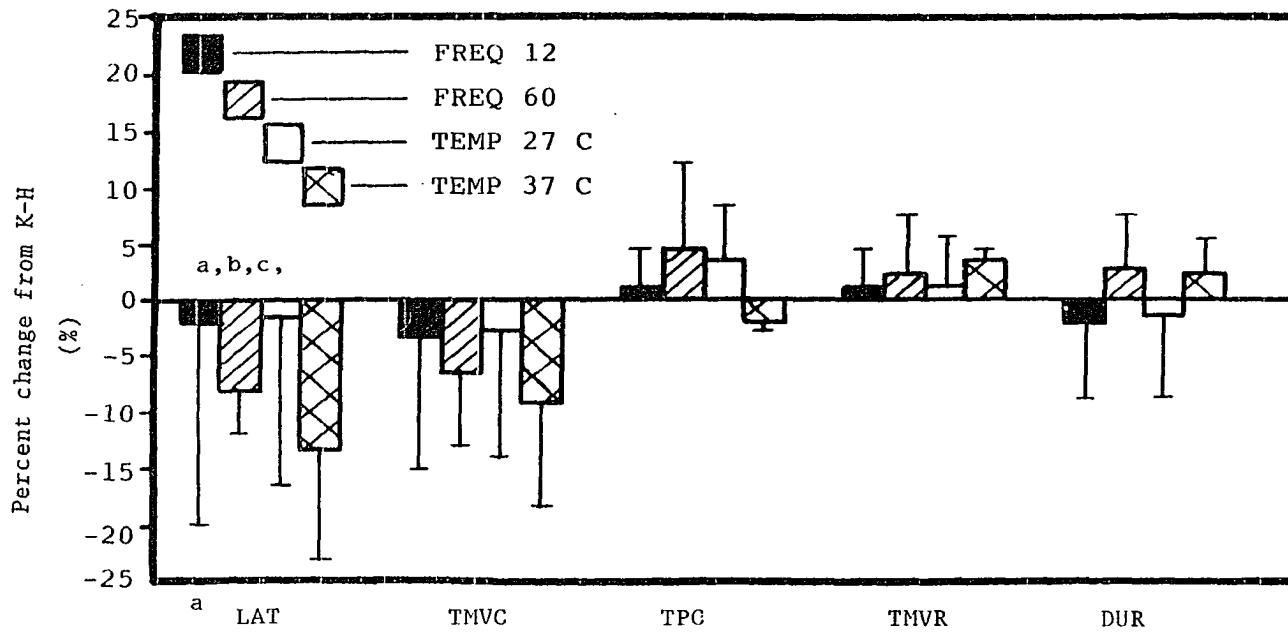 25
20
15
10
5
0
-5
-10
-15
-20
-25
Percent change from K-H
(%)
FREQ 12
FREQ 60
TEMP 27 C
TEMP 37 C
a,b,c,
a
LAT
TMVC
TPG
TMVR
DUR